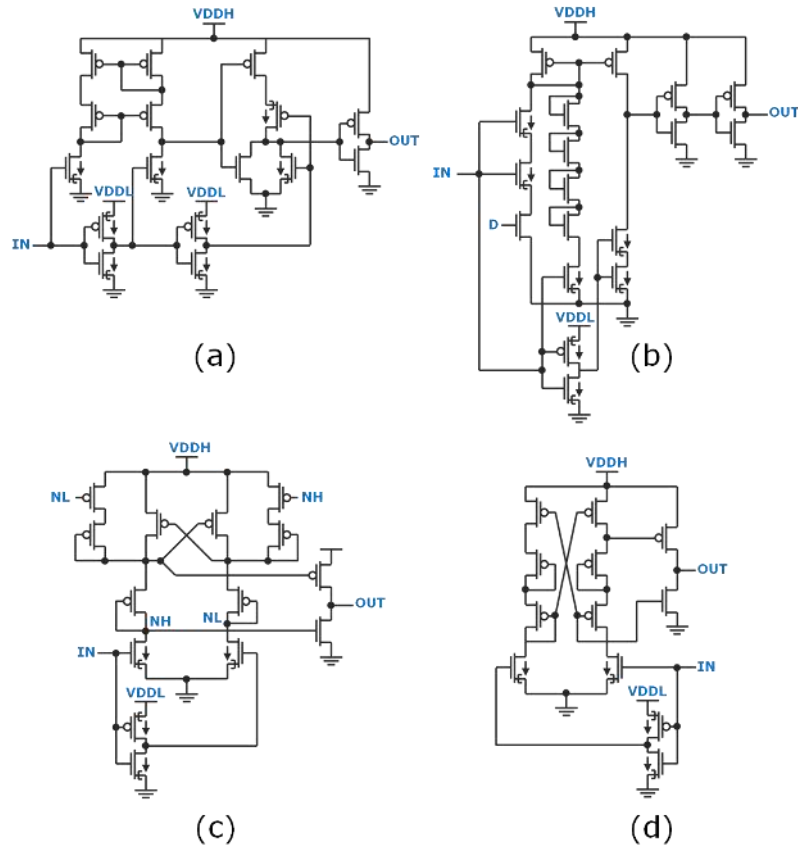 VDDH
VDDL
VDDL
IN
OUT
(a)
VDDH
IN
D
VDDL
OUT
(b)
VDDH
NL
NH
NH
NL
OUT
IN
VDDL
(c)
VDDH
OUT
IN
VDDL
(d)